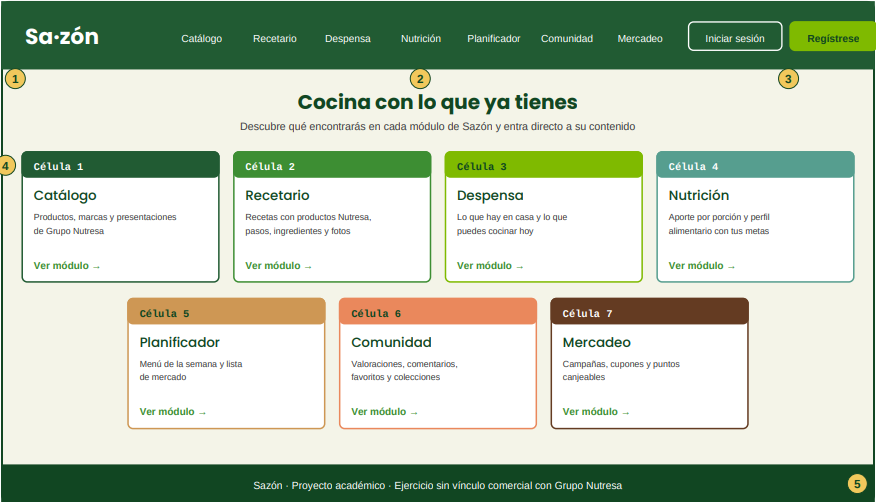 Sa·zón
Catálogo Recetario Despensa Nutrición Planificador Comunidad Mercadeo Iniciar sesión Regístrese
1 2 3
Cocina con lo que ya tienes
Descubre qué encontrarás en cada módulo de Sazón y entra directo a su contenido
4
Célula 1
Catálogo
Productos, marcas y presentaciones
de Grupo Nutresa
Ver módulo →
Célula 2
Recetario
Recetas con productos Nutresa,
pasos, ingredientes y fotos
Ver módulo →
Célula 3
Despensa
Lo que hay en casa y lo que
puedes cocinar hoy
Ver módulo →
Célula 4
Nutrición
Aporte por porción y perfil
alimentario con tus metas
Ver módulo →
Célula 5
Planificador
Menú de la semana y lista
de mercado
Ver módulo →
Célula 6
Comunidad
Valoraciones, comentarios,
favoritos y colecciones
Ver módulo →
Célula 7
Mercadeo
Campañas, cupones y puntos
canjeables
Ver módulo →
Sazón · Proyecto académico · Ejercicio sin vínculo comercial con Grupo Nutresa
5